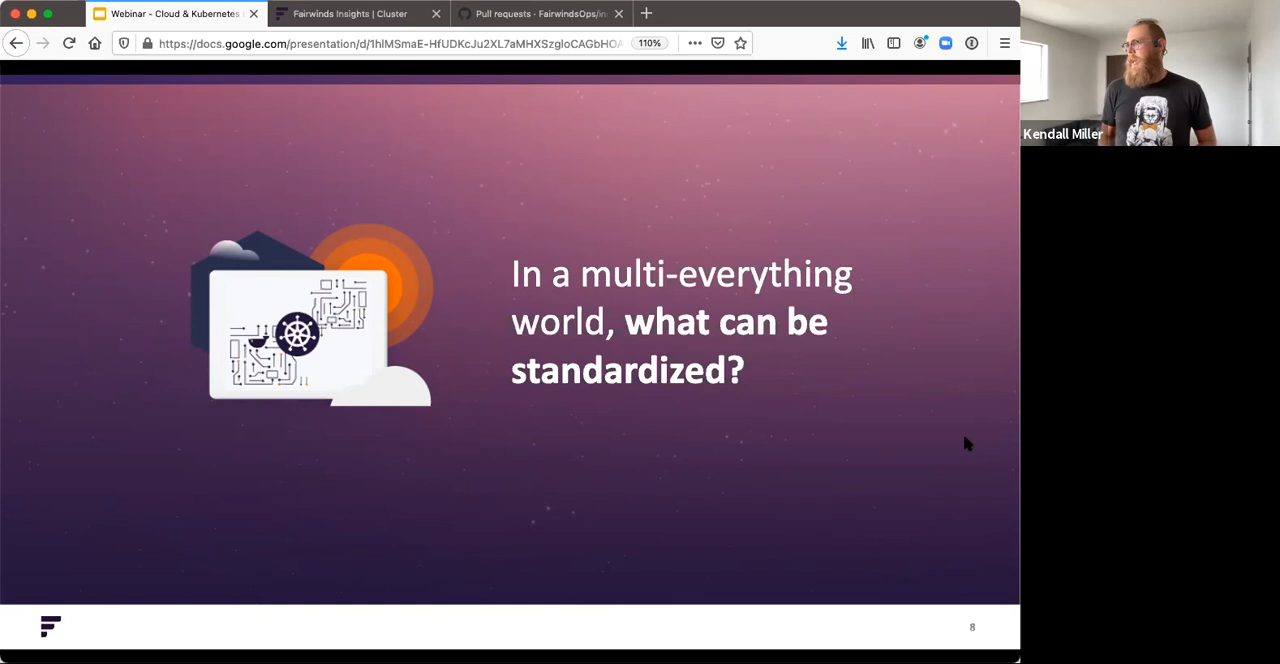 Webinar - Cloud & Kubernetes
Fairwinds Insights | Cluster
Pull requests · FairwindsOps/in
https://docs.google.com/presentation/d/1hlMSmaE-HfUDKcJu2XL7aMHXSzgloCAGbHOA
110%
Kendall Miller
In a multi-everything
world, what can be
standardized?
8